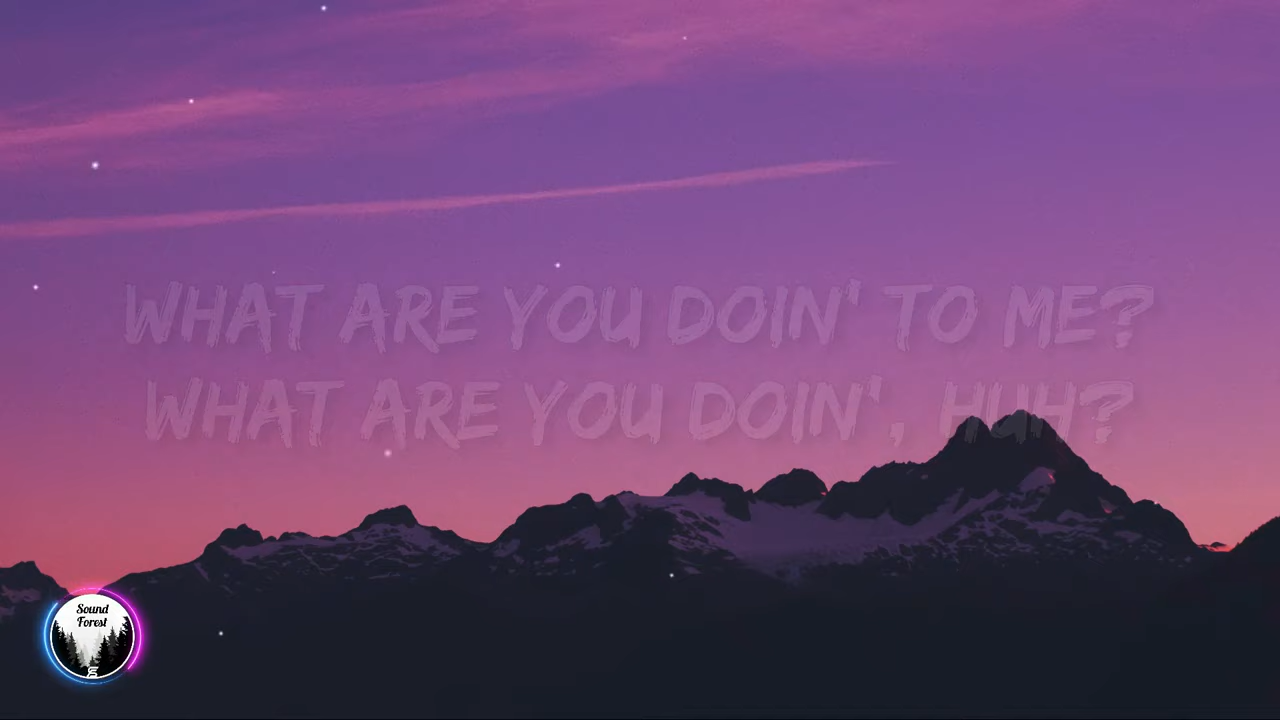 WHAT ARE YOU DOIN' TO ME?
WHAT ARE YOU DOIN', HUH?
Sound
Forest